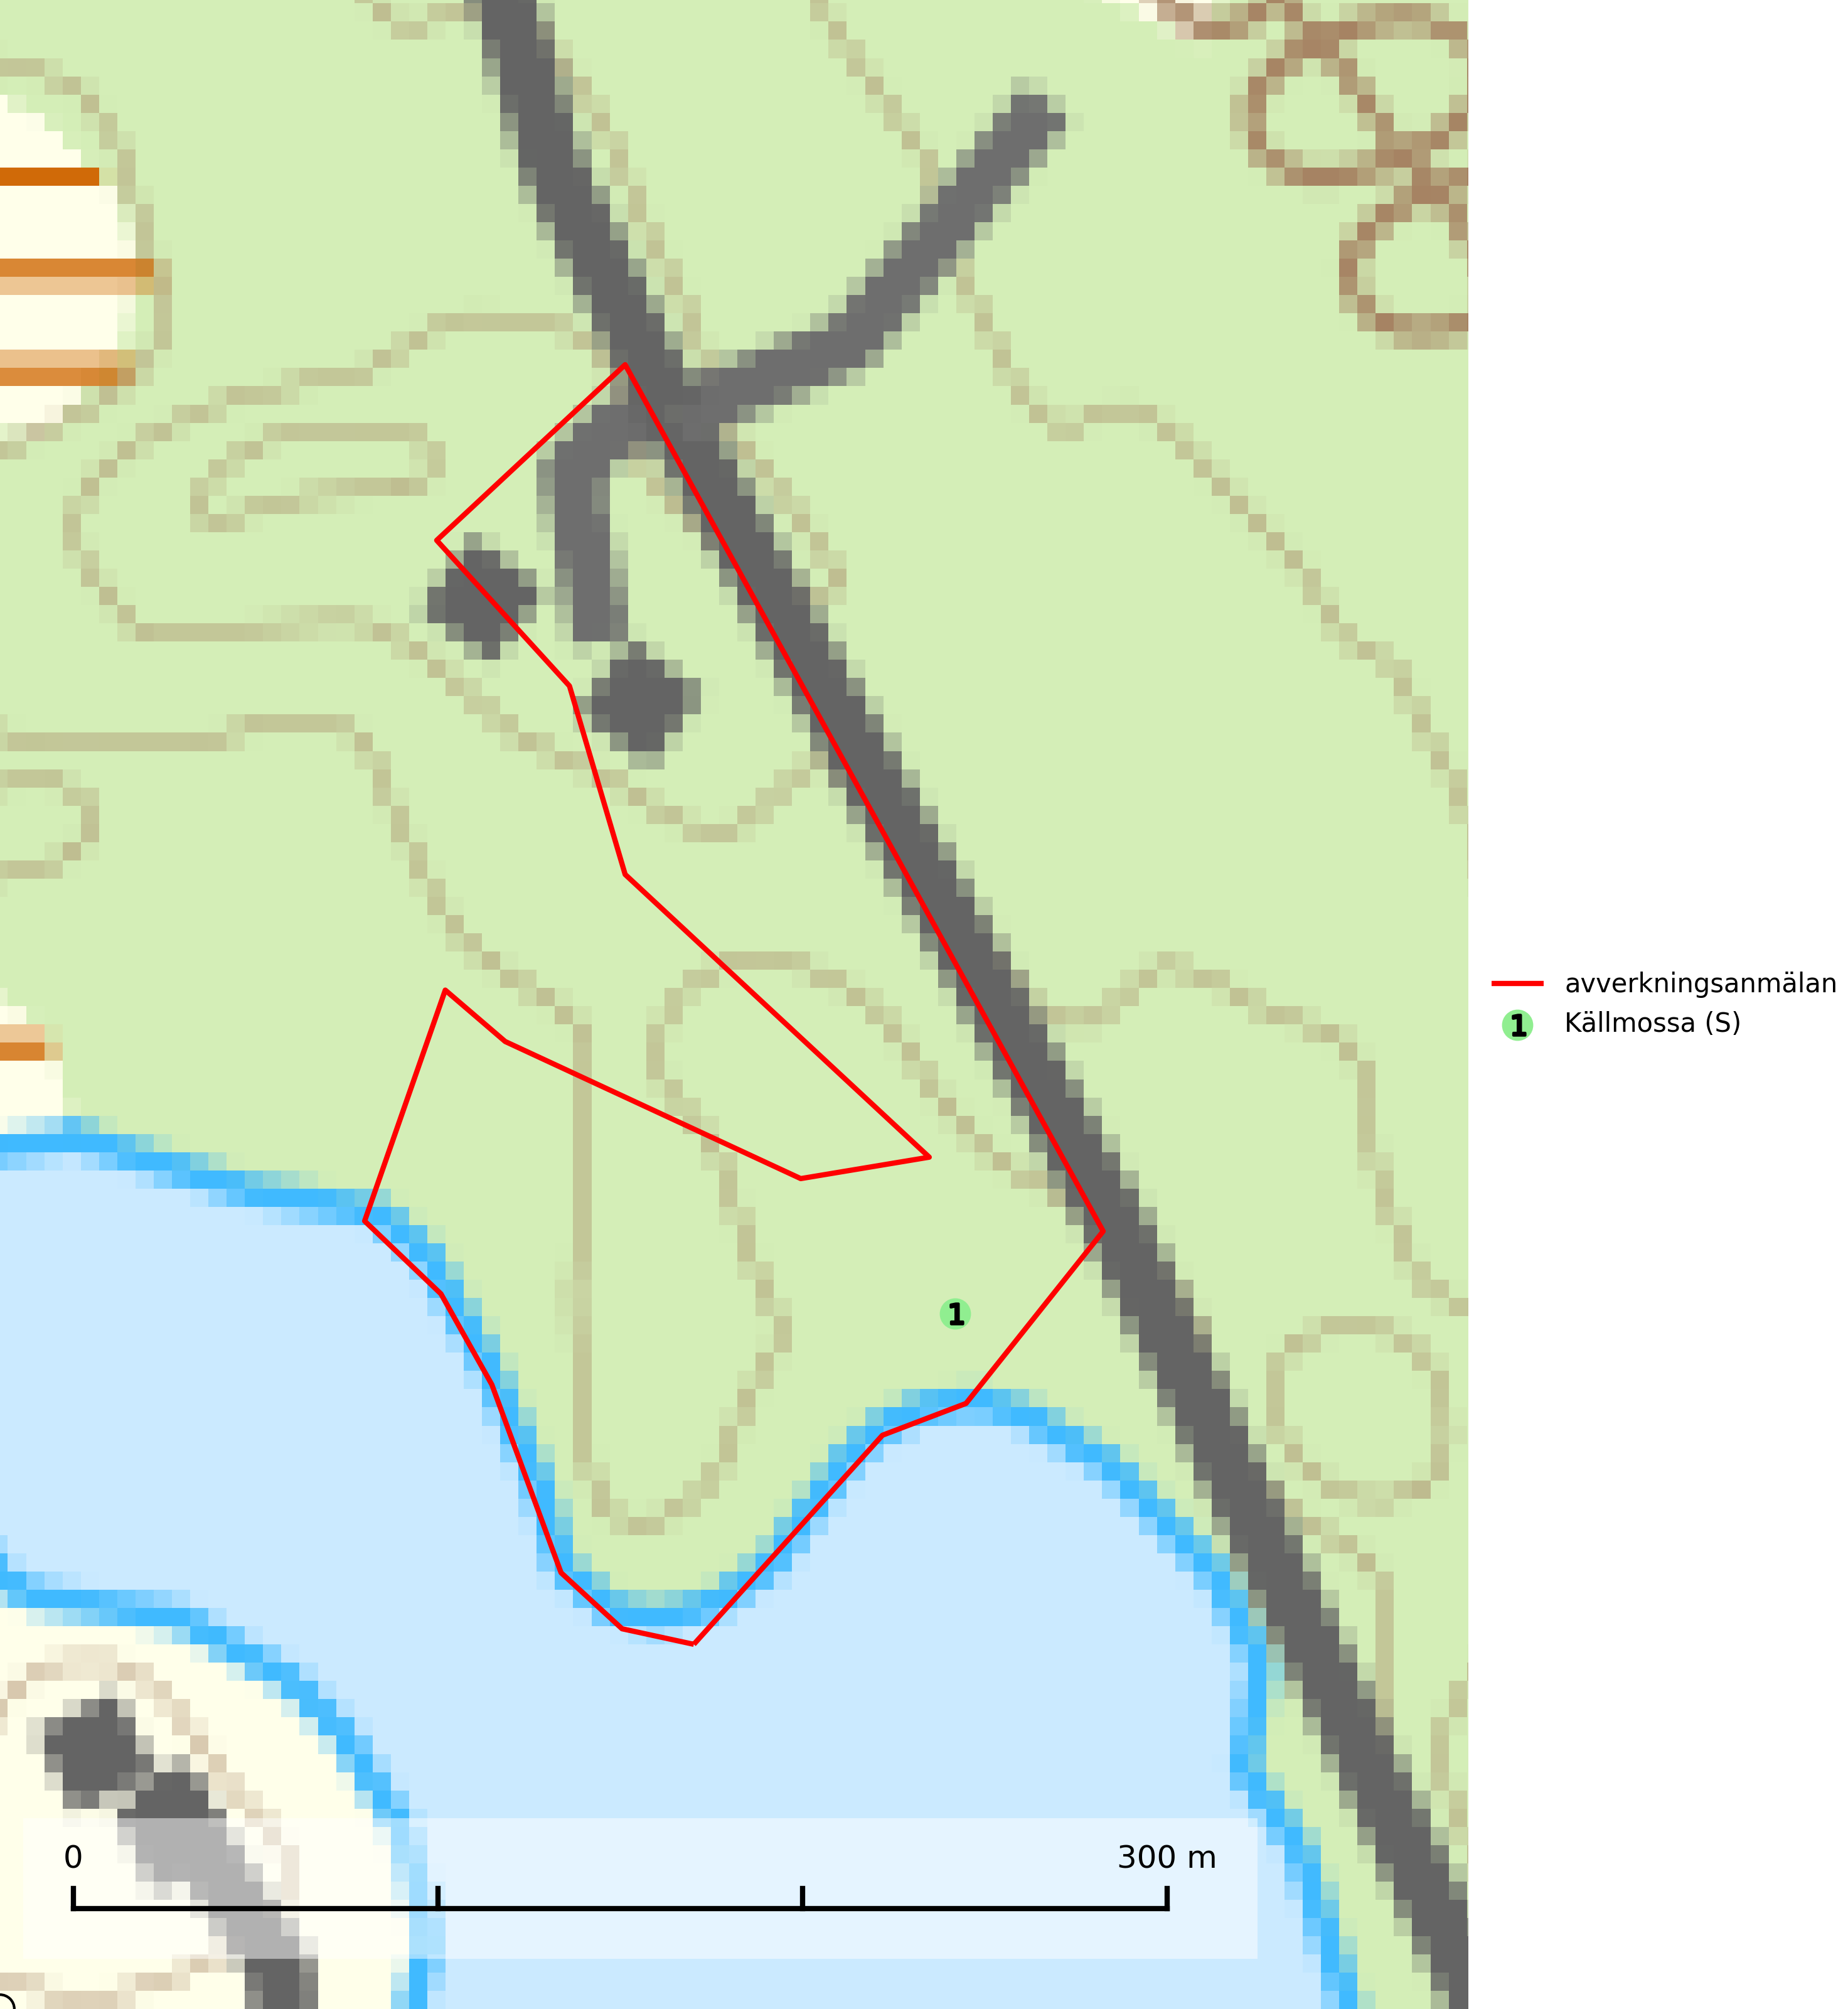 avverkningsanmälan
1 Källmossa (S)
1
0 300 m